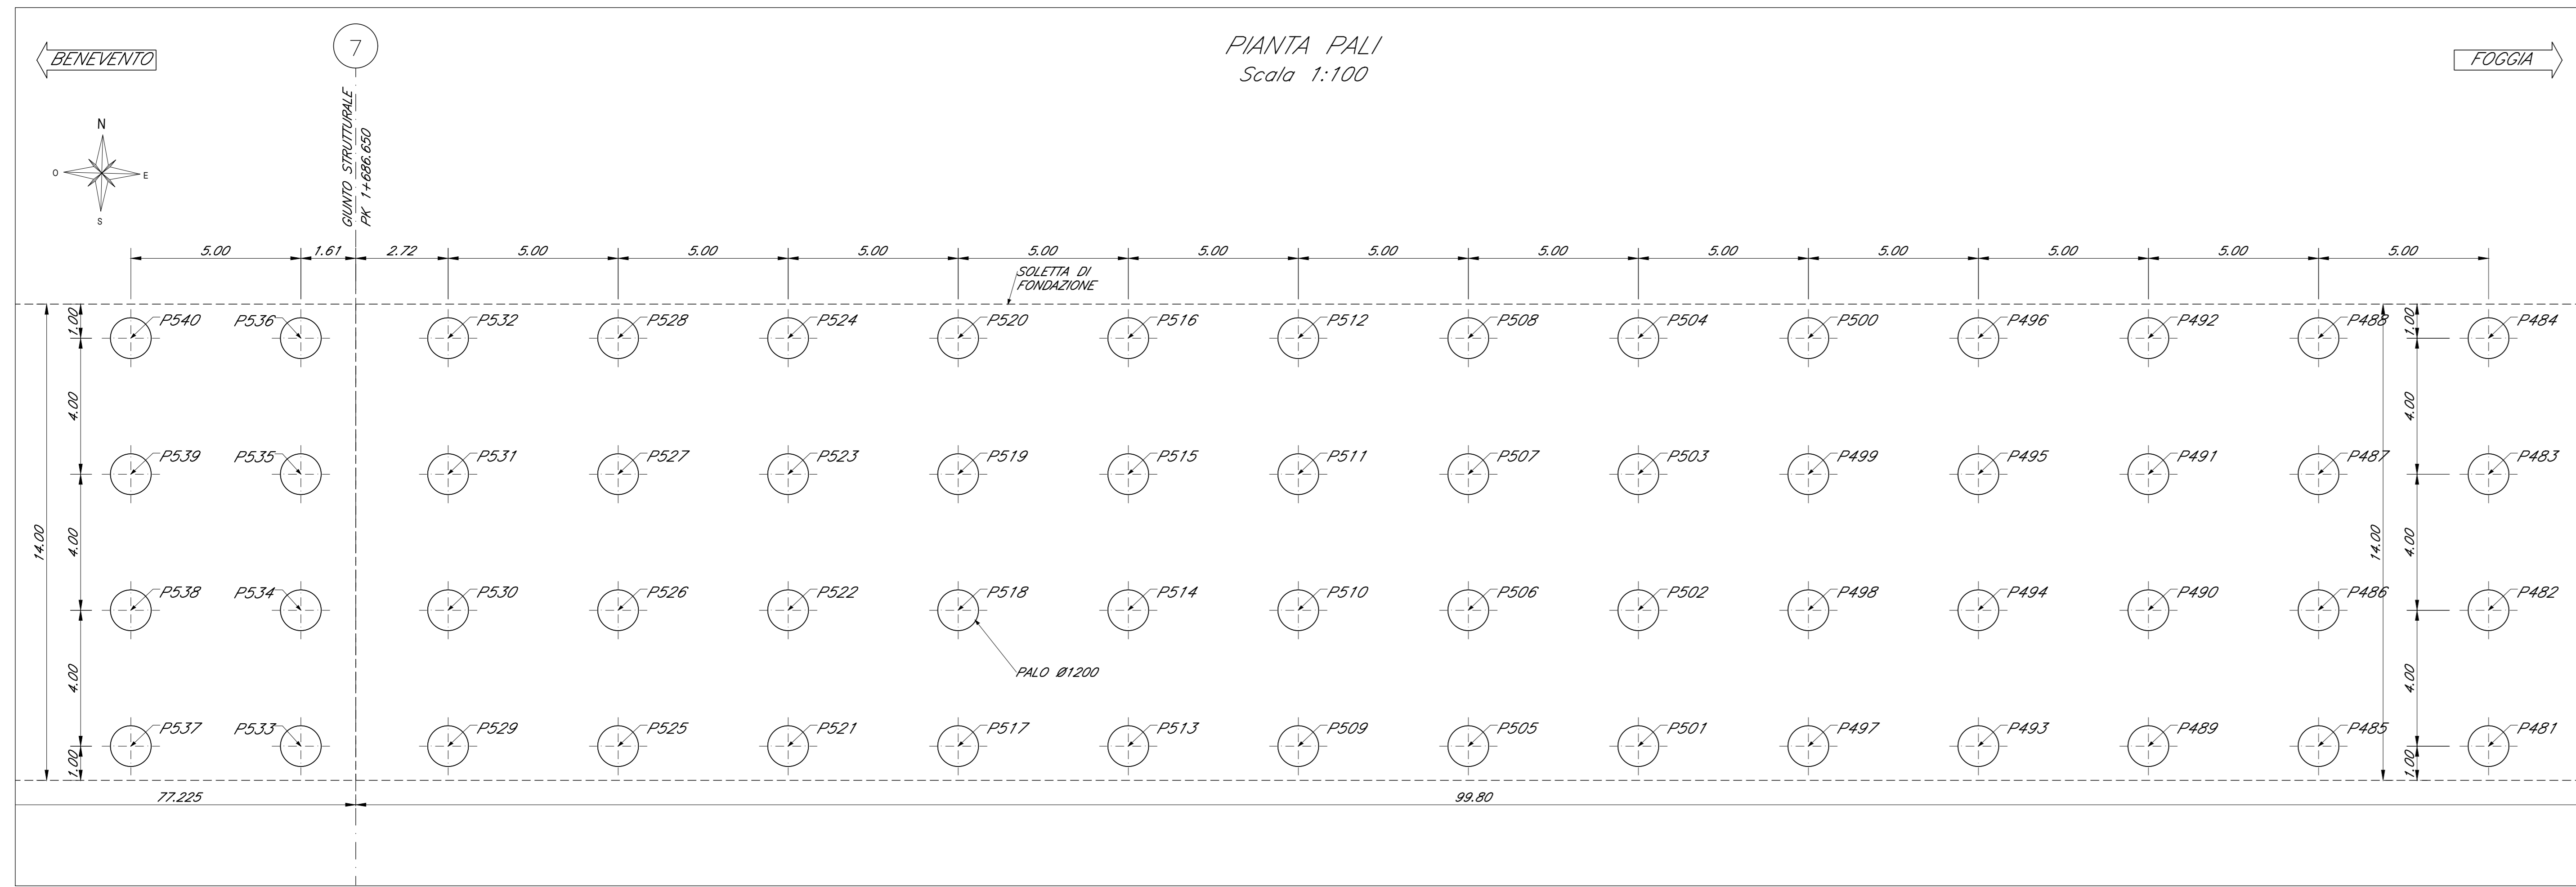 PIANTA PALI
Scala 1:100
BENEVENTO
7
FOGGIA
GIUNTO STRUTTURALE
PK 1+686.650
N
O
E
S
5.00 1.61 2.72 5.00 5.00 5.00 5.00 5.00 5.00 5.00 5.00 5.00 5.00 5.00 5.00
SOLETTA DI
FONDAZIONE
1.00 P540 P536 P532 P528 P524 P520 P516 P512 P508 P504 P500 P496 P492 P488 1.00 P484
4.00 4.00
P539 P535 P531 P527 P523 P519 P515 P511 P507 P503 P499 P495 P491 P487 P483
14.00 4.00 14.00 4.00
P538 P534 P530 P526 P522 P518 P514 P510 P506 P502 P498 P494 P490 P486 P482
4.00 4.00
PALO Ø1200
P537 P533 P529 P525 P521 P517 P513 P509 P505 P501 P497 P493 P489 P485 P481
1.00 1.00
77.225 99.80